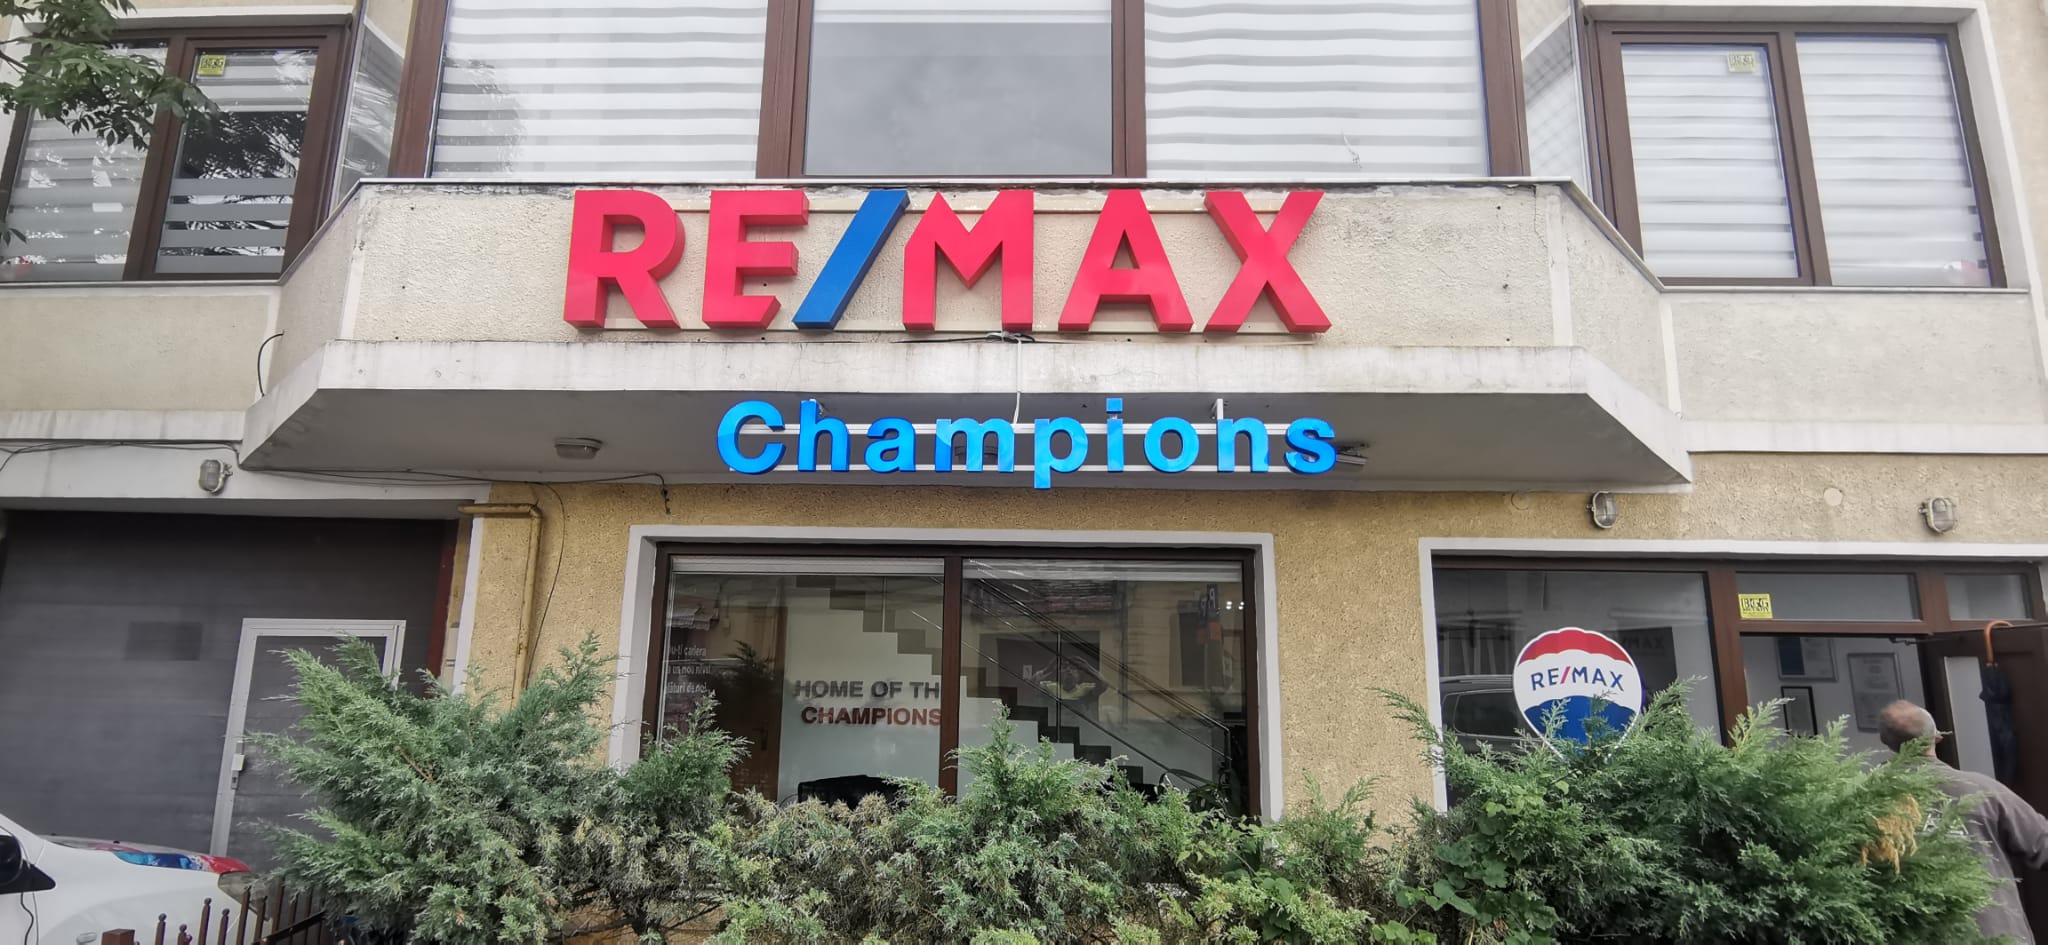 RE/MAX
Champions
HOME OF TH
CHAMPIONS
RE/MAX